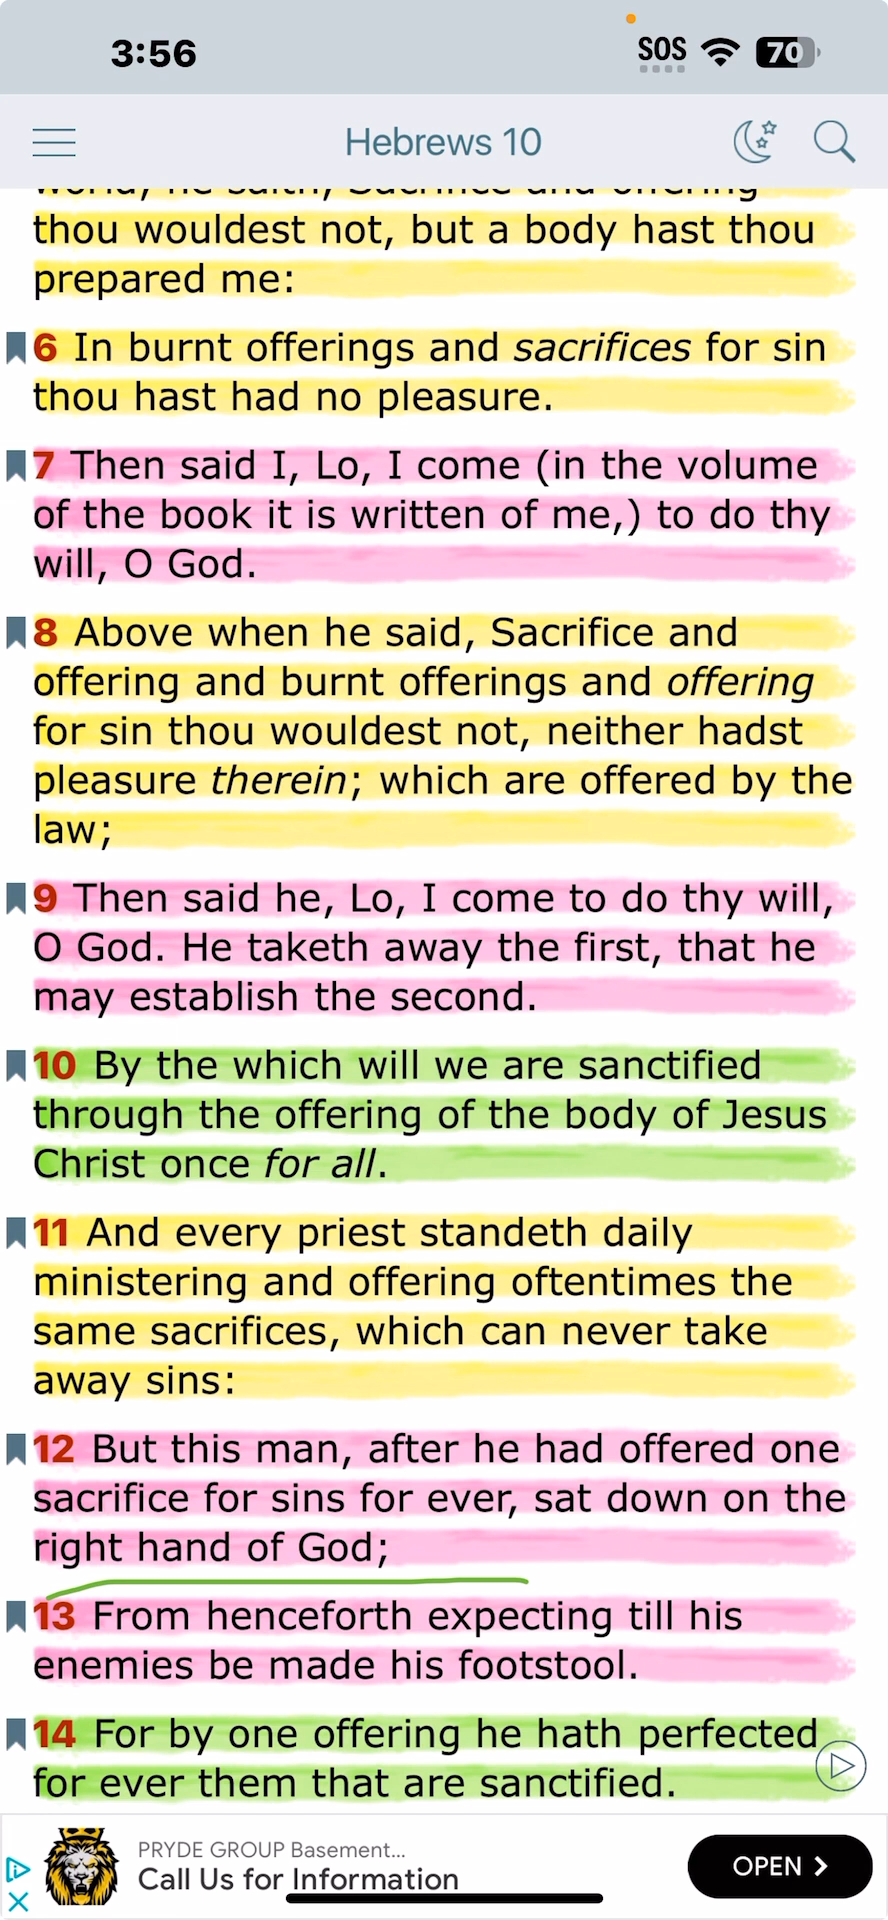 3:56
SOS
70
Hebrews 10
world, he saith, Sacrifice and offering
thou wouldest not, but a body hast thou
prepared me:
6 In burnt offerings and sacrifices for sin
thou hast had no pleasure.
7 Then said I, Lo, I come (in the volume
of the book it is written of me,) to do thy
will, O God.
8 Above when he said, Sacrifice and
offering and burnt offerings and offering
for sin thou wouldest not, neither hadst
pleasure therein; which are offered by the
law;
9 Then said he, Lo, I come to do thy will,
O God. He taketh away the first, that he
may establish the second.
10 By the which will we are sanctified
through the offering of the body of Jesus
Christ once for all.
11 And every priest standeth daily
ministering and offering oftentimes the
same sacrifices, which can never take
away sins:
12 But this man, after he had offered one
sacrifice for sins for ever, sat down on the
right hand of God;
13 From henceforth expecting till his
enemies be made his footstool.
14 For by one offering he hath perfected
for ever them that are sanctified.
PRYDE GROUP Basement...
Call Us for Information
OPEN